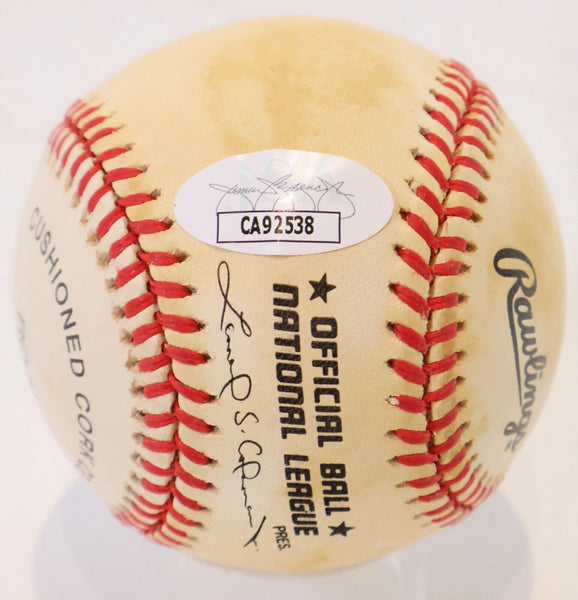 CA92538
★ OFFICIAL BALL ★
NATIONAL LEAGUE
PRES
Rawlings
CUSHIONED CORK